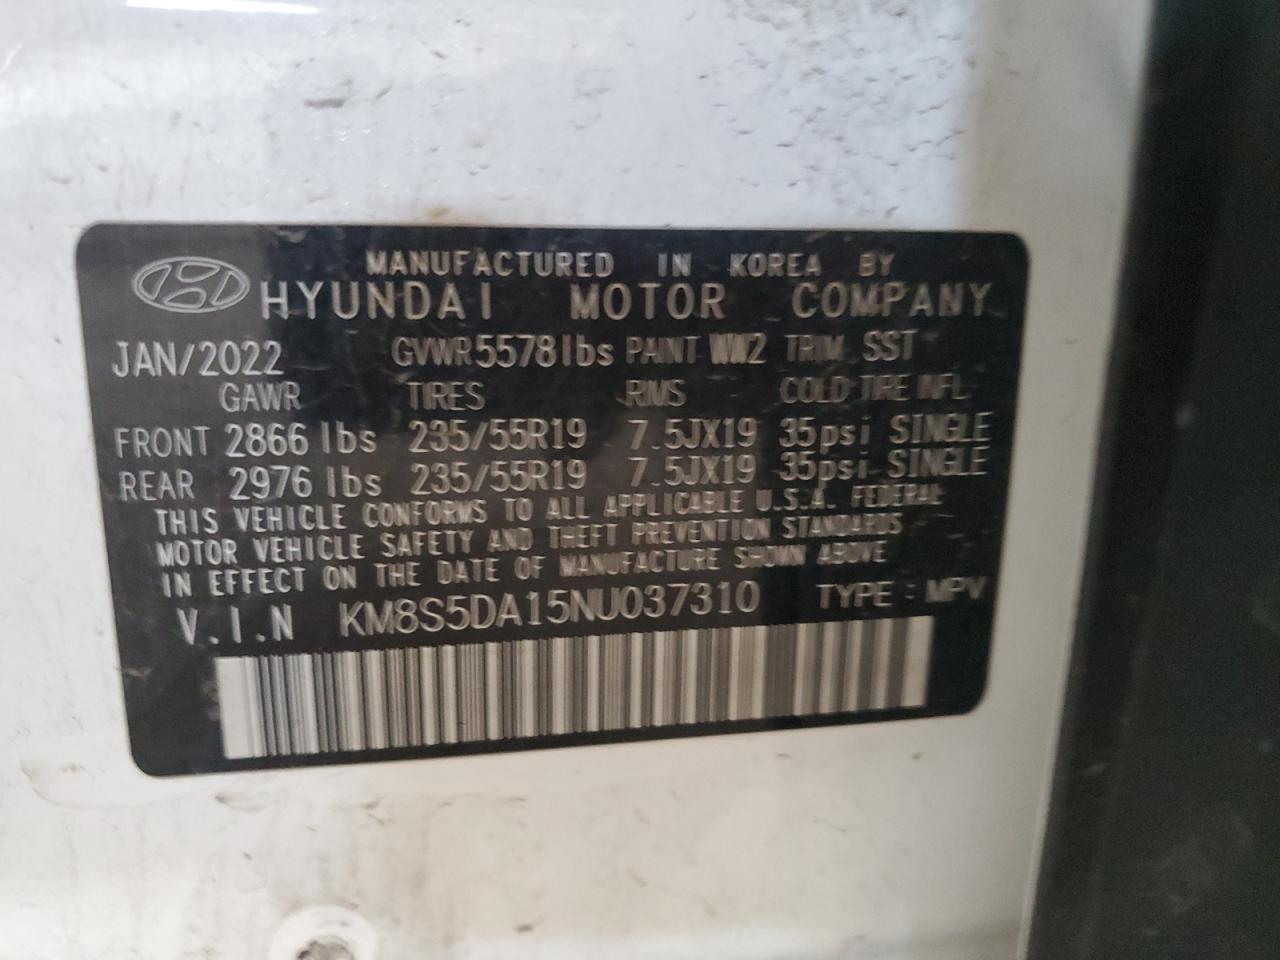 MANUFACTURED IN KOREA BY
HYUNDAI MOTOR COMPANY
JAN/2022 GVWR 5578 lbs PAINT WW2 TRIM SST
GAWR TIRES RIMS COLD TIRE INFL.
FRONT 2866 lbs 235/55R19 7.5JX19 35psi SINGLE
REAR 2976 lbs 235/55R19 7.5JX19 35psi SINGLE
THIS VEHICLE CONFORMS TO ALL APPLICABLE U.S.A. FEDERAL
MOTOR VEHICLE SAFETY AND THEFT PREVENTION STANDARDS
IN EFFECT ON THE DATE OF MANUFACTURE SHOWN ABOVE
V.I.N KM8S5DA15NU037310 TYPE : MPV